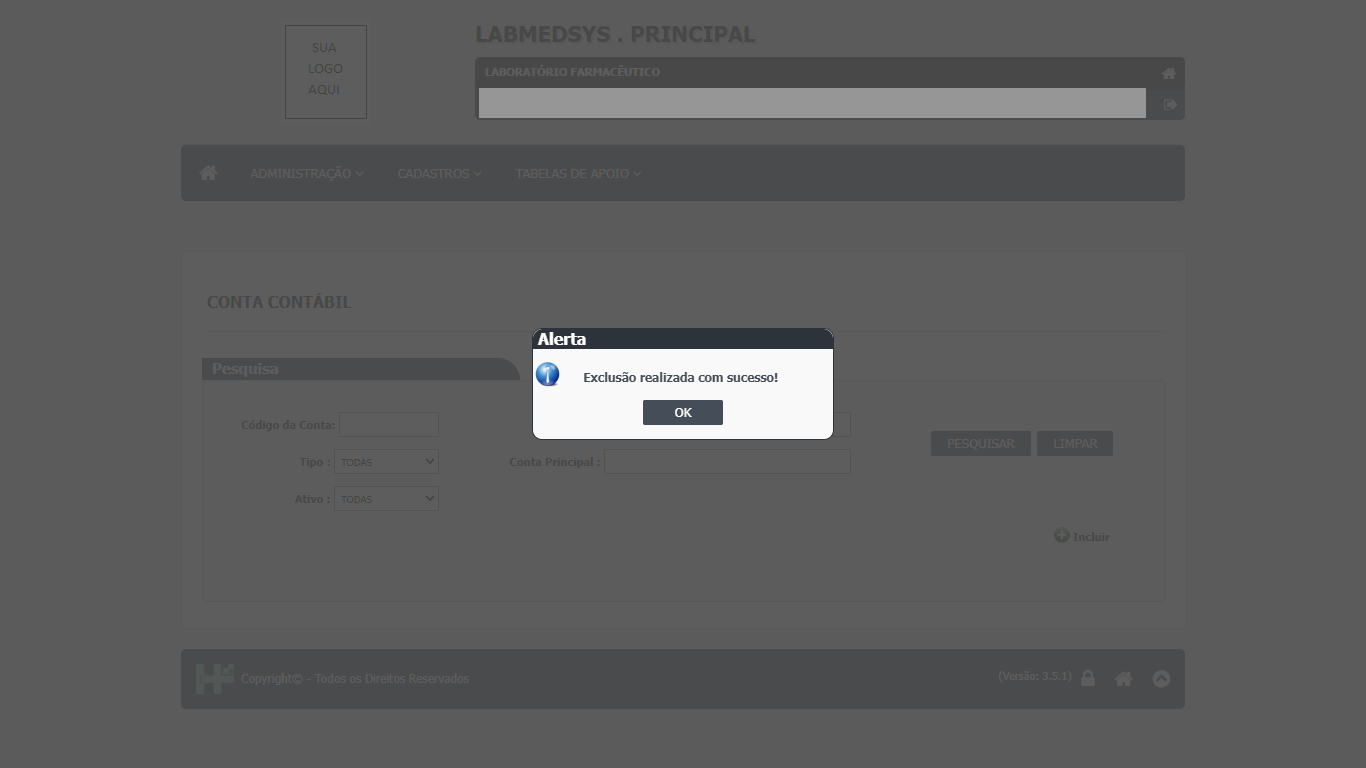 SUA
LOGO
AQUI
LABMEDSYS . PRINCIPAL
LABORATÓRIO FARMACÊUTICO
ADMINISTRAÇÃO
CADASTROS
TABELAS DE APOIO
CONTA CONTÁBIL
Alerta
Exclusão realizada com sucesso!
OK
Pesquisa
Código da Conta:
PESQUISAR
LIMPAR
Tipo : TODAS
Conta Principal :
Ativo : TODAS
Incluir
Copyright© - Todos os Direitos Reservados
(Versão: 3.5.1)